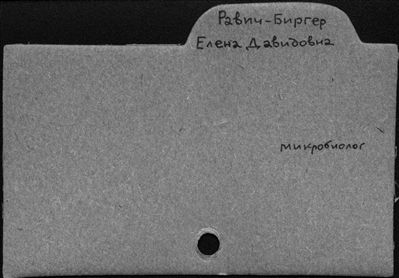 Равич-Биргер
Елена Давидовна
микробиолог